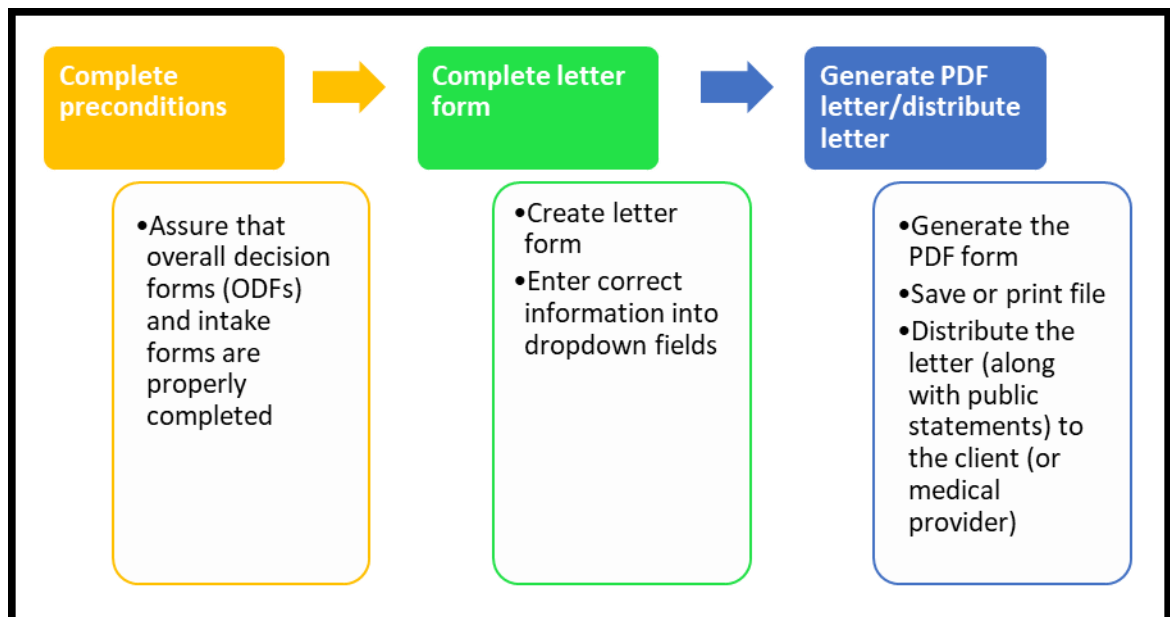 Complete
preconditions
•Assure that
overall decision
forms (ODFs)
and intake
forms are
properly
completed
Complete letter
form
•Create letter
form
•Enter correct
information into
dropdown fields
Generate PDF
letter/distribute
letter
•Generate the
PDF form
•Save or print file
•Distribute the
letter (along
with public
statements) to
the client (or
medical
provider)